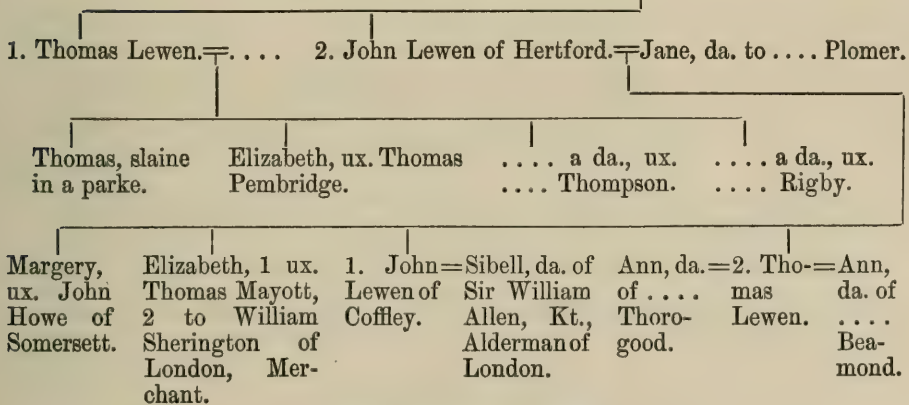 1. Thomas Lewen.=.... 2. John Lewen of Hertford.=Jane, da. to .... Plomer.
Thomas, slaine
in a parke.
Elizabeth, ux. Thomas
Pembridge.
.... a da., ux.
.... Thompson.
.... a da., ux.
.... Rigby.
Margery,
ux. John
Howe of
Somersett.
Elizabeth, 1 ux.
Thomas Mayott,
2 to William
Sherington of
London, Mer-
chant.
1. John=
Lewen of
Coffley.
Sibell, da. of
Sir William
Allen, Kt.,
Alderman of
London.
Ann, da.=
of ....
Thoro-
good.
2. Tho-=
mas
Lewen.
Ann,
da. of
....
Bea-
mond.